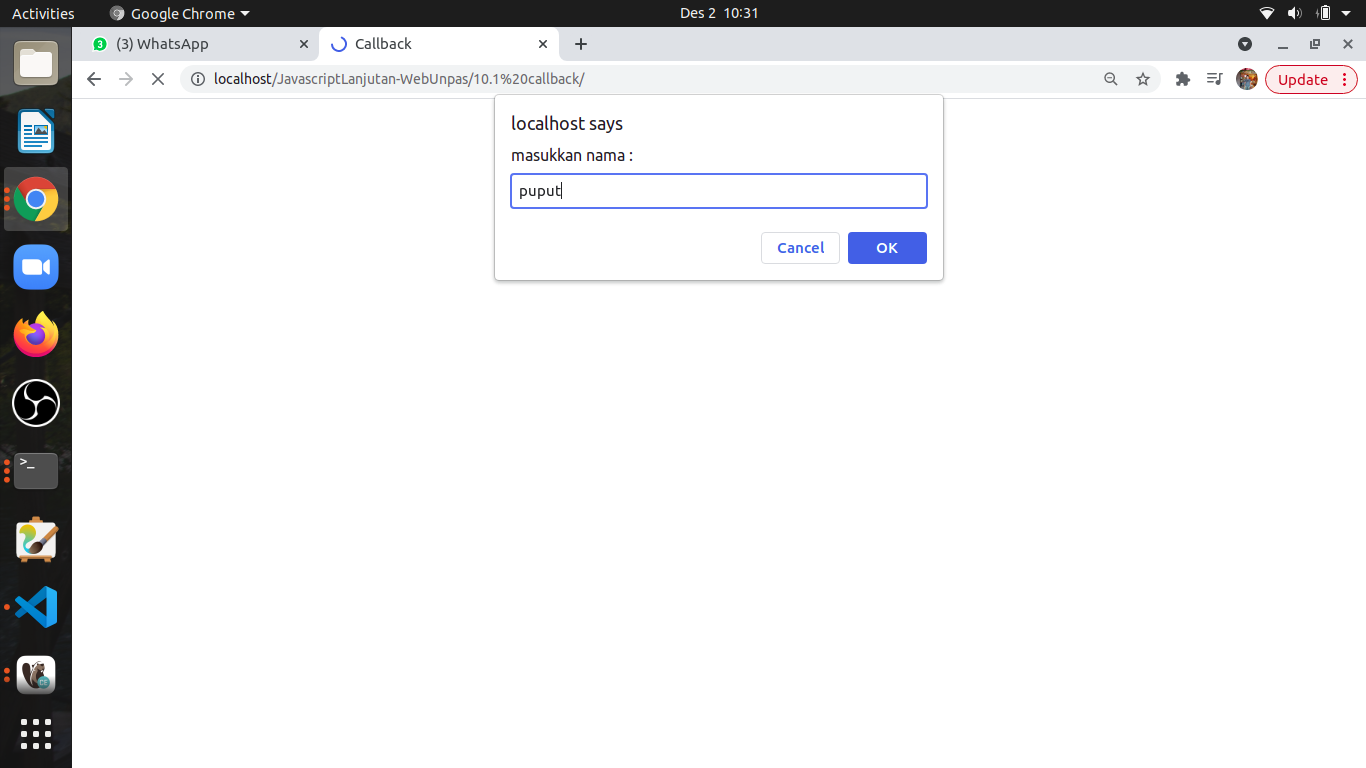 Activities
Google Chrome
Des 2 10:31
3
(3) WhatsApp
Callback
localhost/JavascriptLanjutan-WebUnpas/10.1%20callback/
Update
localhost says
masukkan nama :
puput
Cancel
OK
>_